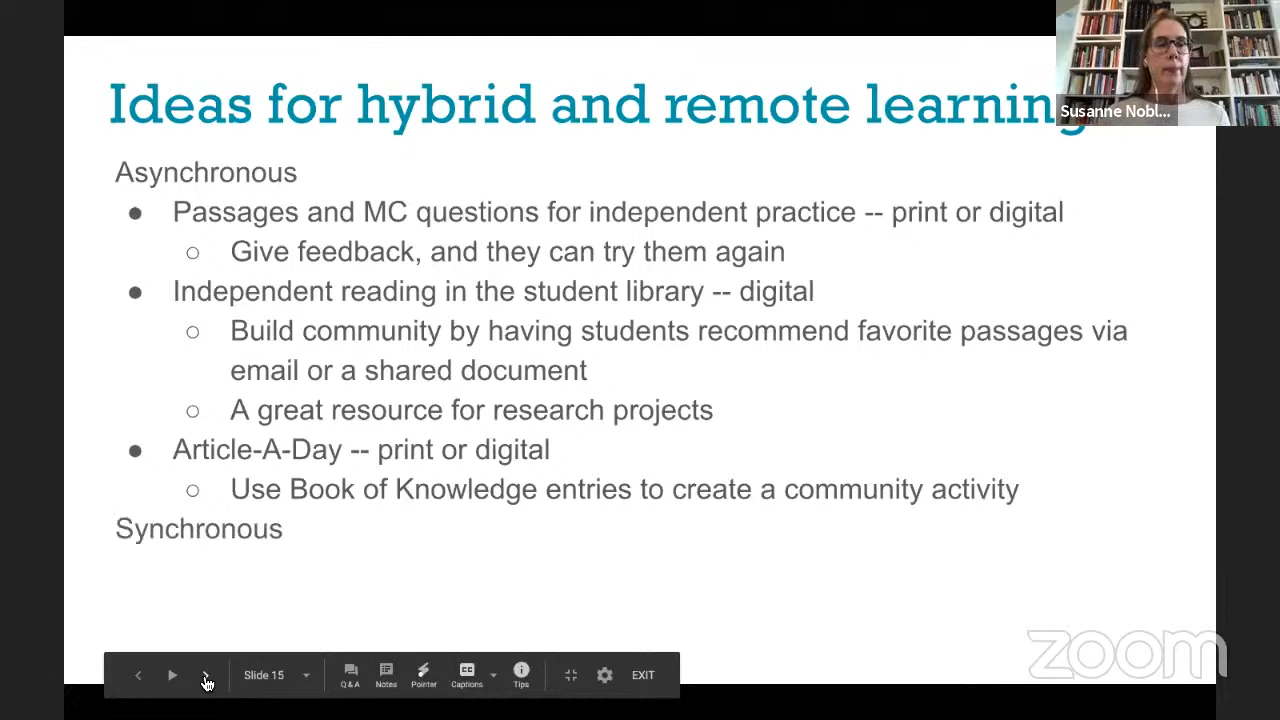 Ideas for hybrid and remote learning
Susanne Nobl...
Asynchronous
● Passages and MC questions for independent practice -- print or digital
○ Give feedback, and they can try them again
● Independent reading in the student library -- digital
○ Build community by having students recommend favorite passages via
email or a shared document
○ A great resource for research projects
● Article-A-Day -- print or digital
○ Use Book of Knowledge entries to create a community activity
Synchronous
zoom
Slide 15
Q & A
Notes
Pointer
CC
Captions
Tips
EXIT